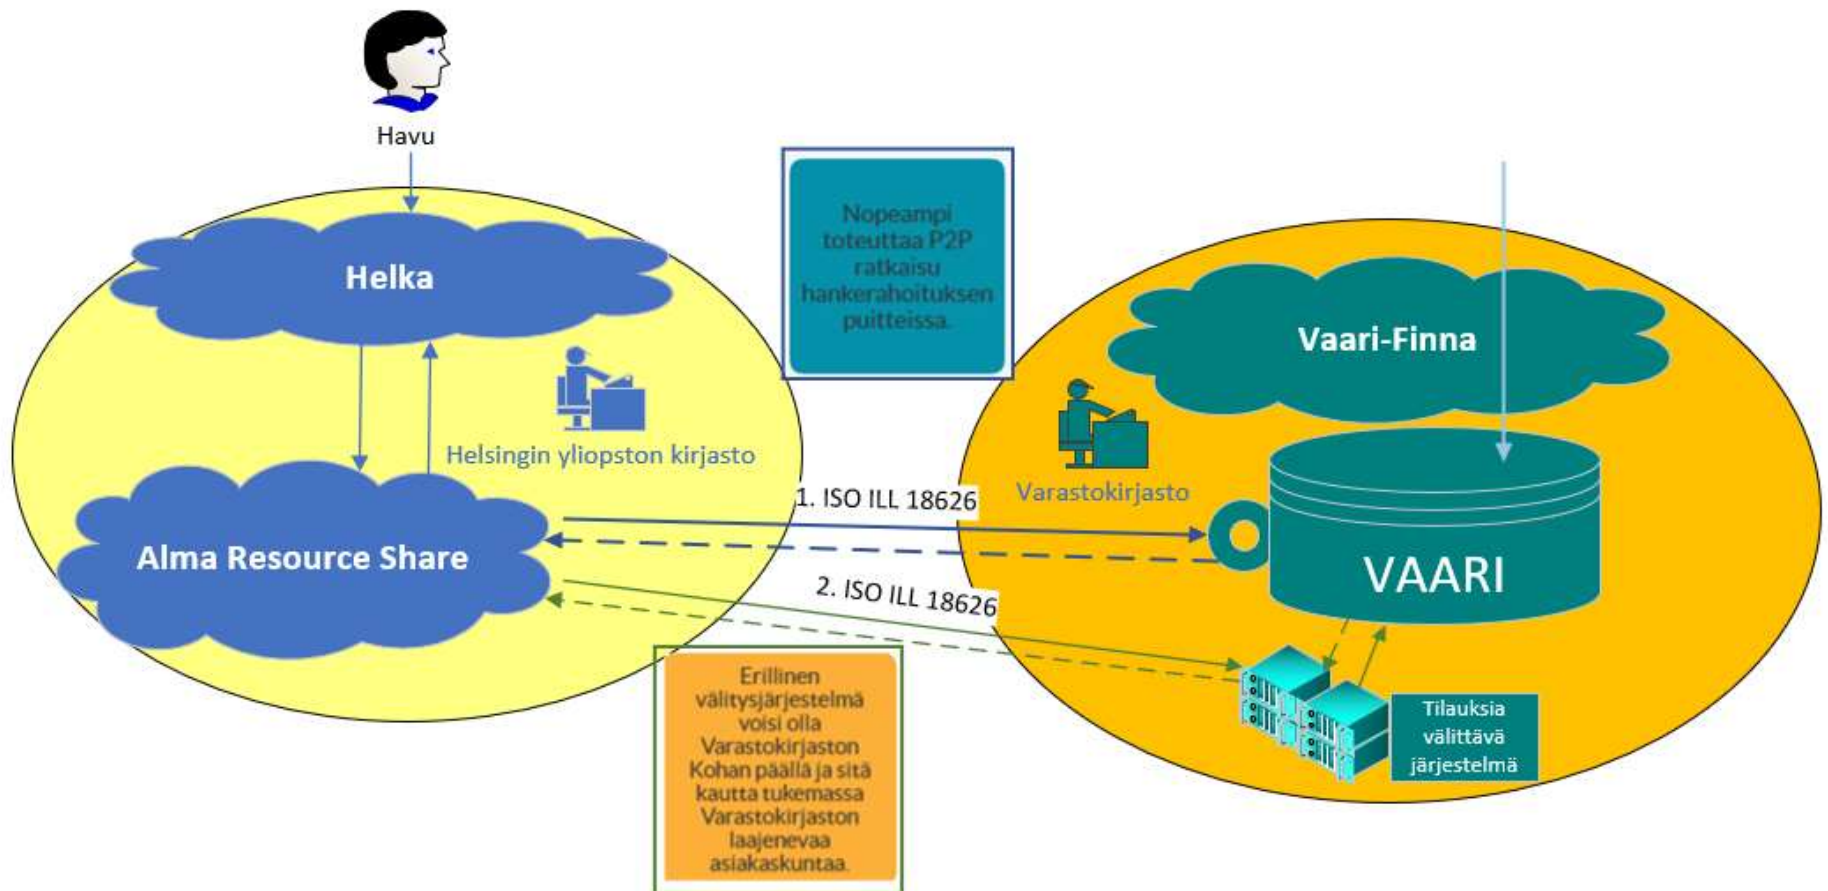 Havu
Helka
Helsingin yliopston kirjasto
Alma Resource Share
Nopeampi
toteuttaa P2P
ratkaisu
hankerahoituksen
puitteissa.
1. ISO ILL 18626
2. ISO ILL 18626
Erillinen
välitysjärjestelmä
voisi olla
Varastokirjaston
Kohan päällä ja sitä
kautta tukemassa
Varastokirjaston
laajenevaa
asiakaskuntaa.
Vaari-Finna
Varastokirjasto
VAARI
Tilauksia
välittävä
järjestelmä